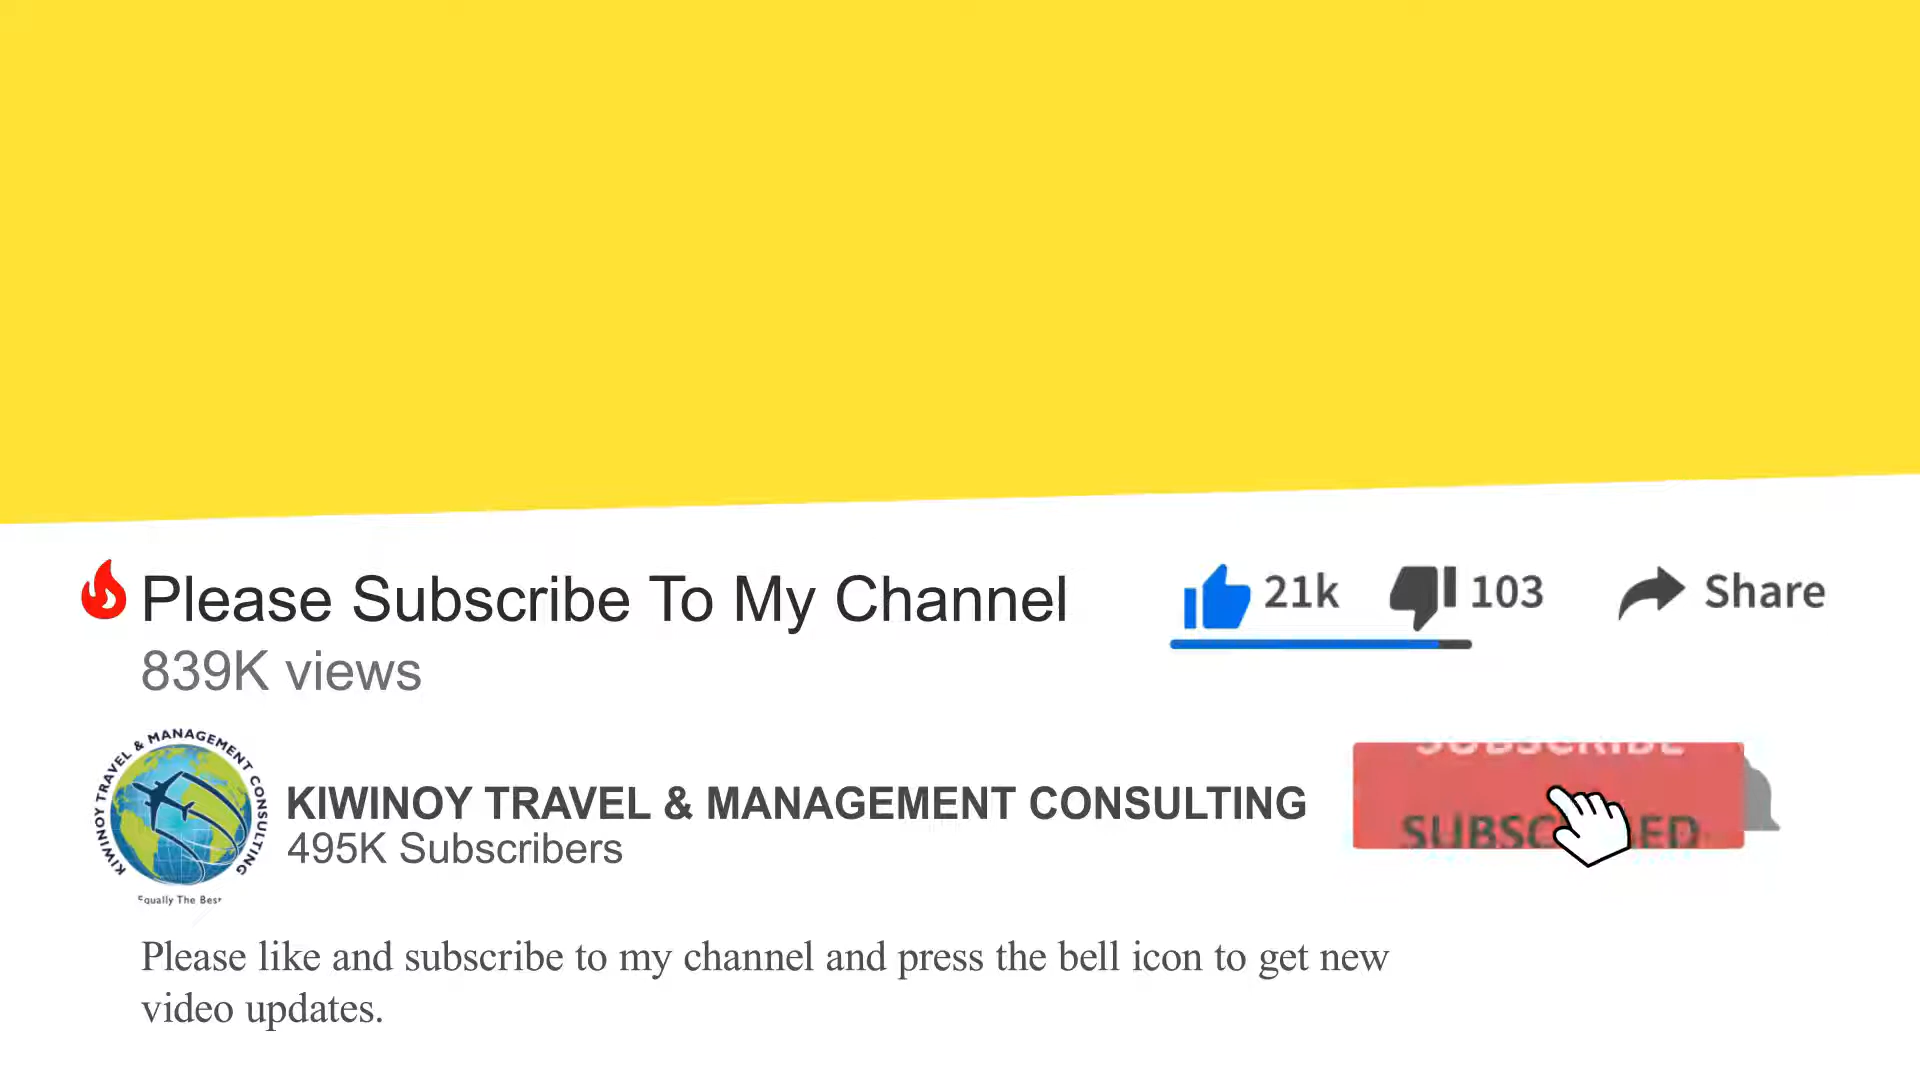 Please Subscribe To My Channel
21k
103
Share
839K views
KIWINOY TRAVEL & MANAGEMENT CONSULTING
Equally The Best
KIWINOY TRAVEL & MANAGEMENT CONSULTING
495K Subscribers
SUBSCRIBE
Please like and subscribe to my channel and press the bell icon to get new
video updates.